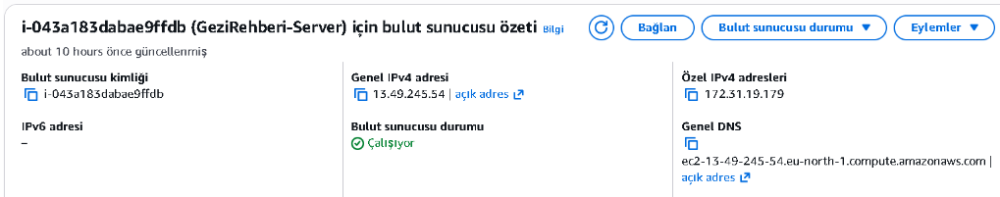 i-043a183dabae9ffdb (GeziRehberi-Server) için bulut sunucusu özeti Bilgi
Bağlan
Bulut sunucusu durumu
Eylemler
about 10 hours önce güncellenmiş
Bulut sunucusu kimliği
i-043a183dabae9ffdb
Genel IPv4 adresi
13.49.245.54 | açık adres
Özel IPv4 adresleri
172.31.19.179
IPv6 adresi
–
Bulut sunucusu durumu
Çalışıyor
Genel DNS
ec2-13-49-245-54.eu-north-1.compute.amazonaws.com |
açık adres